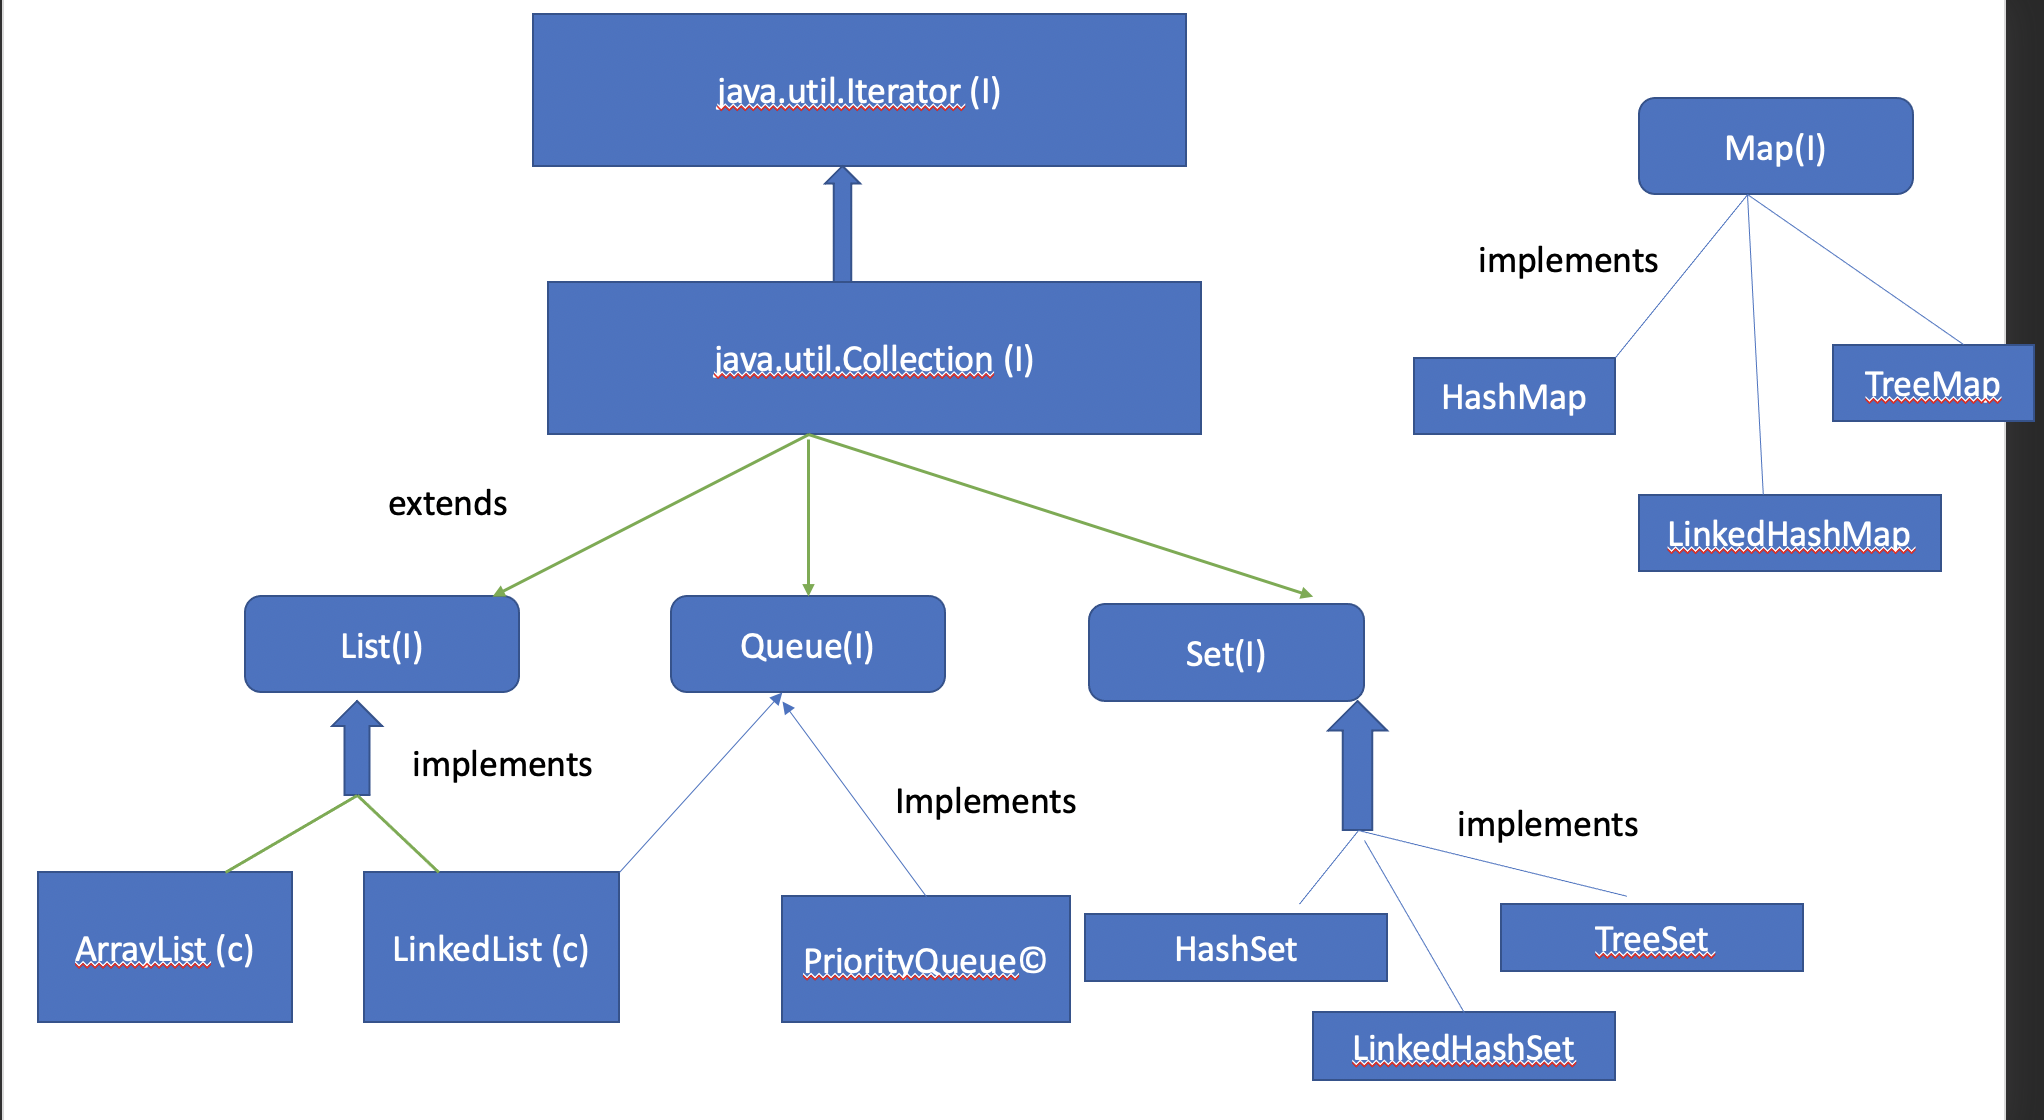 java.util.Iterator (I)
Map(I)
implements
java.util.Collection (I)
HashMap
TreeMap
extends
LinkedHashMap
List(I)
Queue(I)
Set(I)
implements
Implements
implements
ArrayList (c)
LinkedList (c)
PriorityQueue©
HashSet
TreeSet
LinkedHashSet